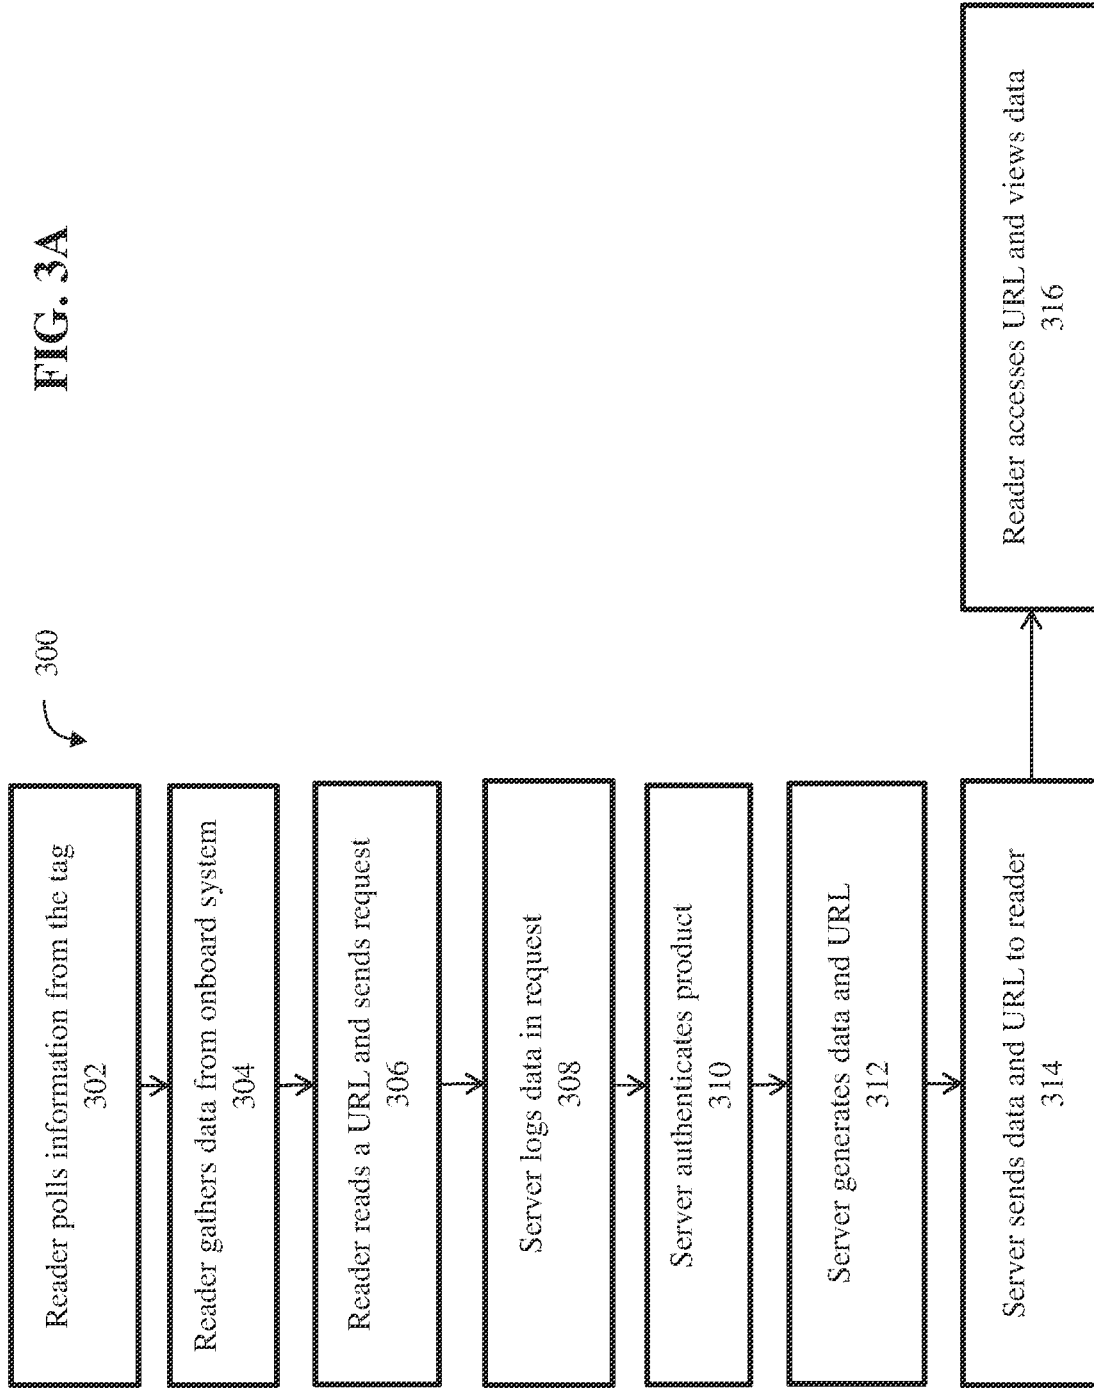 FIG. 3A
300
Reader polls information from the tag
302
Reader gathers data from onboard system
304
Reader reads a URL and sends request
306
Server logs data in request
308
Server authenticates product
310
Server generates data and URL
312
Server sends data and URL to reader
314
Reader accesses URL and views data
316